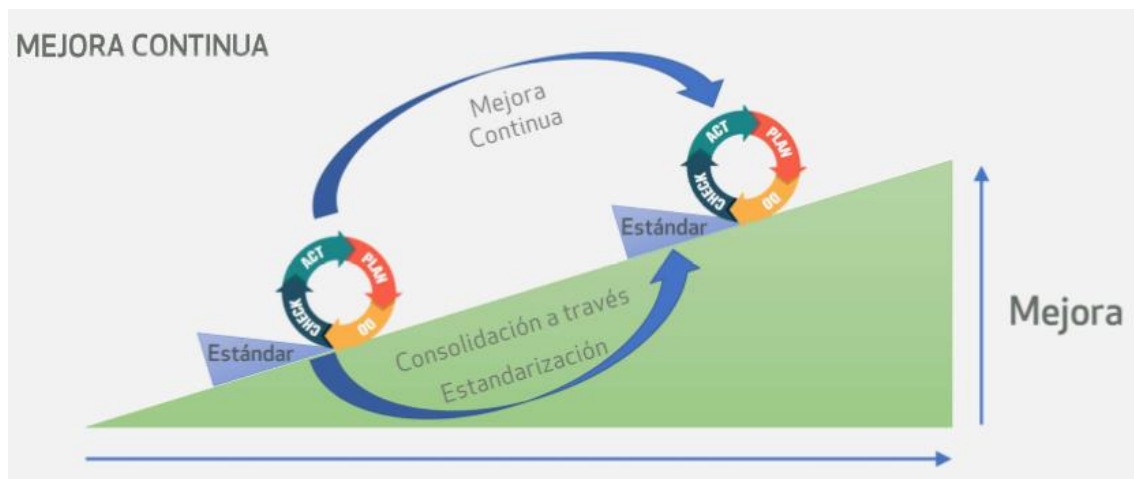 MEJORA CONTINUA
Mejora
Continua
ACT
PLAN
DO
CHECK
Estándar
ACT
PLAN
DO
CHECK
Estándar
Consolidación a través
Estandarización
Mejora